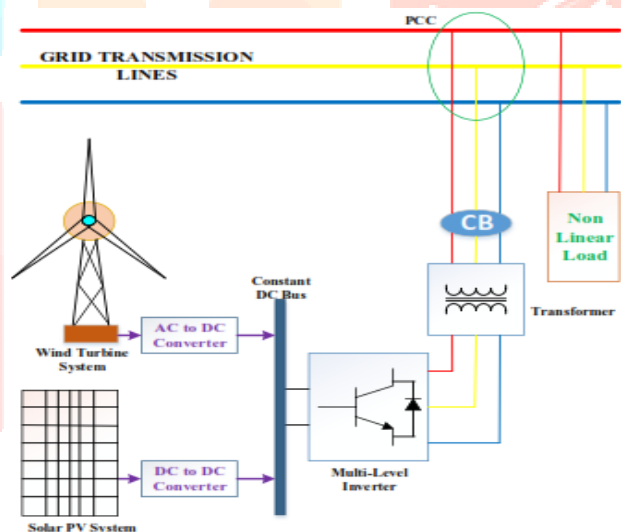 PCC
GRID TRANSMISSION
LINES
CB
Non
Linear
Load
Constant
DC Bus
Transformer
AC to DC
Converter
Wind Turbine
System
DC to DC
Converter
Multi-Level
Inverter
Solar PV System